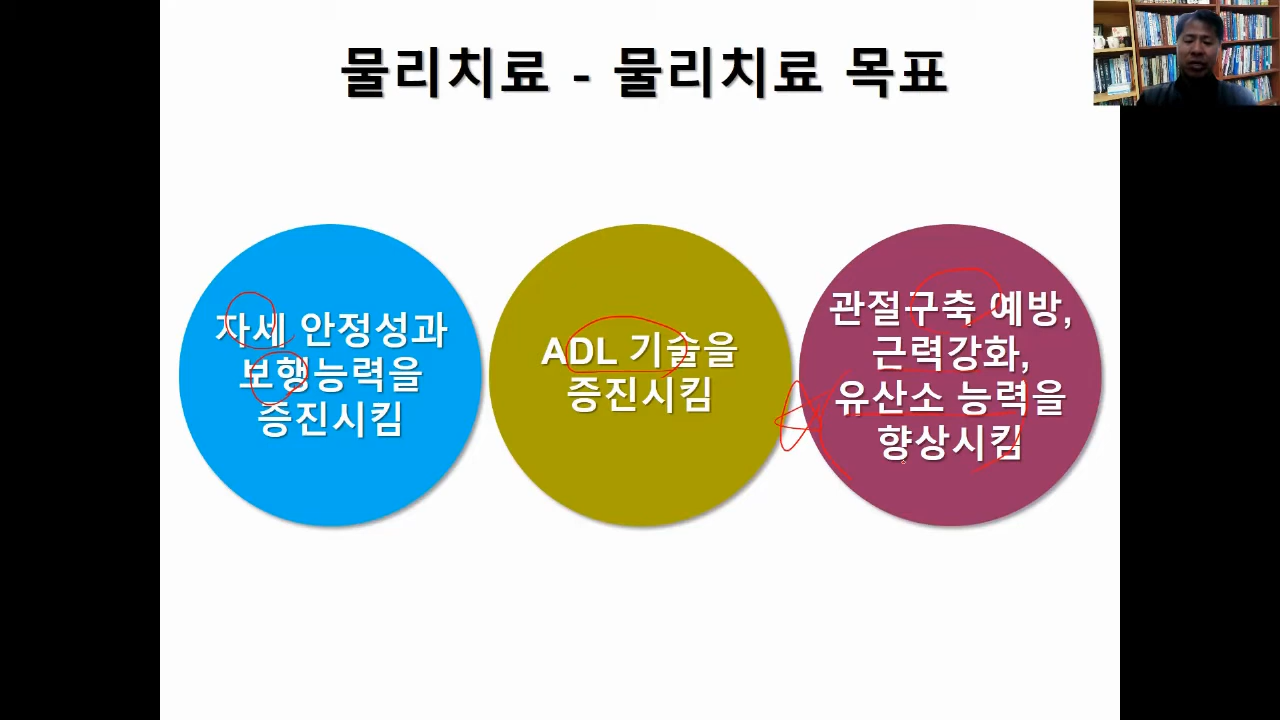 물리치료 - 물리치료 목표
자세 안정성과
보행능력을
증진시킴
ADL 기술을
증진시킴
관절구축 예방,
근력강화,
유산소 능력을
향상시킴